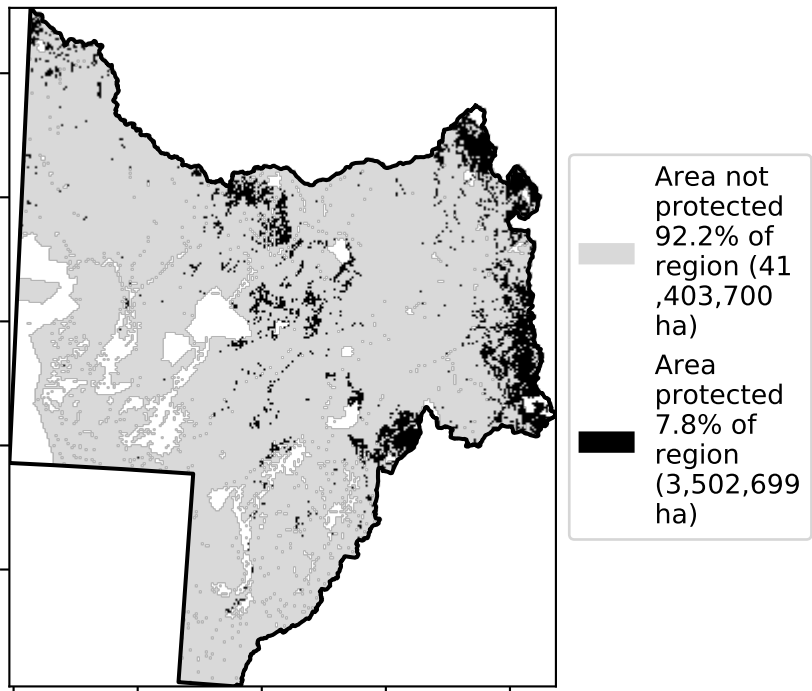 Area not
protected
92.2% of
region (41
,403,700
ha)
Area
protected
7.8% of
region
(3,502,699
ha)